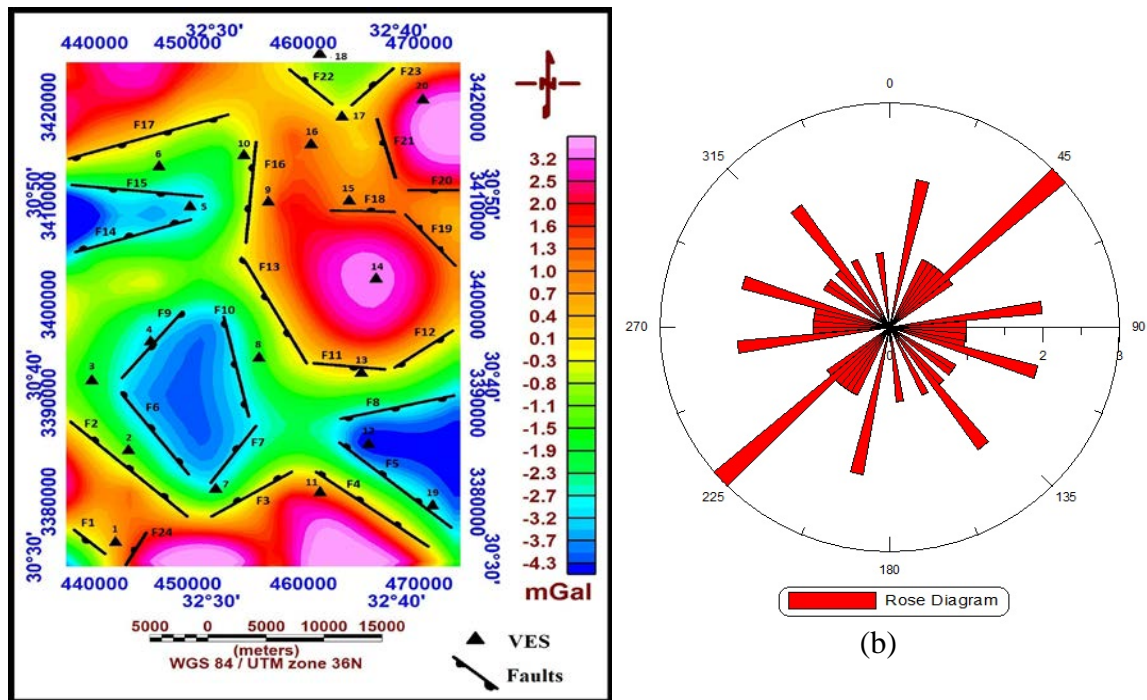 32°30' 32°40'
440000 450000 460000 470000
18
F22 F23
20
17
3420000 3420000
F17
16
F21
10
6
F16
30°50' 30°50'
F15
F20
9 15
5
F18
3410000 3410000
F14
F19
F13
14
3400000 3400000
F9 F10
4
F12
8
F11
13
3
30°40' 30°40'
3390000 3390000
F6
F8
F2
F7
12
2
F5
7
F3
11
F4
19
3380000 3380000
F1
1
F24
30°30' 30°30'
440000 450000 460000 470000
32°30' 32°40'
5000 0 5000 10000 15000
(meters)
WGS 84 / UTM zone 36N
VES
Faults
3.2
2.5
2.0
1.6
1.3
1.0
0.7
0.4
0.1
-0.3
-0.8
-1.1
-1.5
-1.9
-2.3
-2.7
-3.2
-3.7
-4.3
mGal
0
315 45
270 90
0 1 2 3
225 135
180
Rose Diagram
(b)